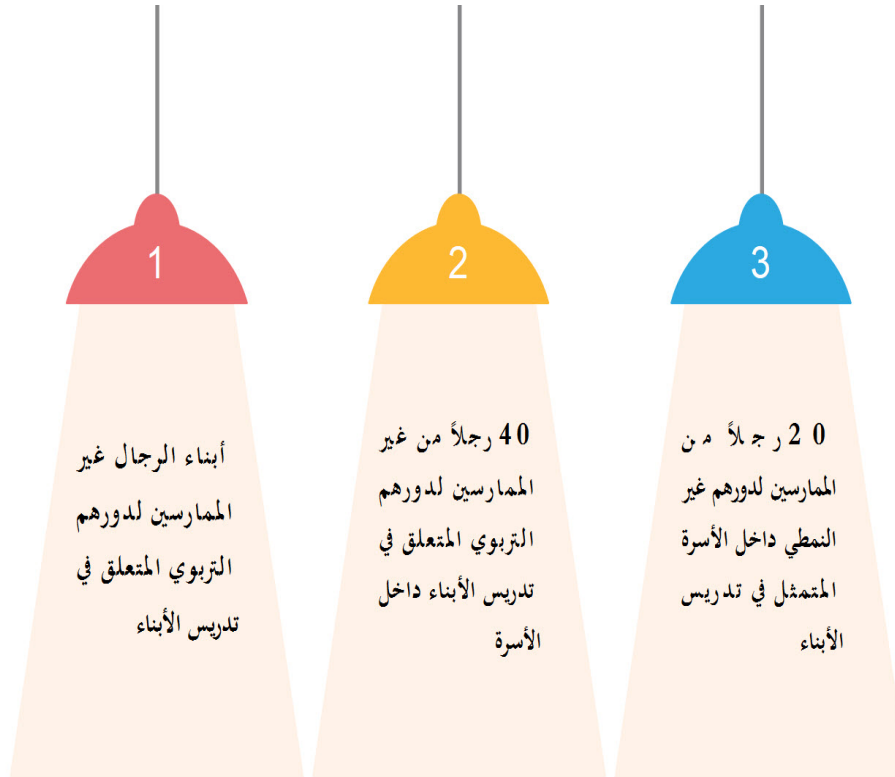 1
أبناء الرجال غير
الممارسين لدورهم
التربوي المتعلق في
تدريس الأبناء
2
40 رجلاً من غير
الممارسين لدورهم
التربوي المتعلق في
تدريس الأبناء داخل
الأسرة
3
20 رجلاً من
الممارسين لدورهم غير
النمطي داخل الأسرة
المتمثل في تدريس
الأبناء